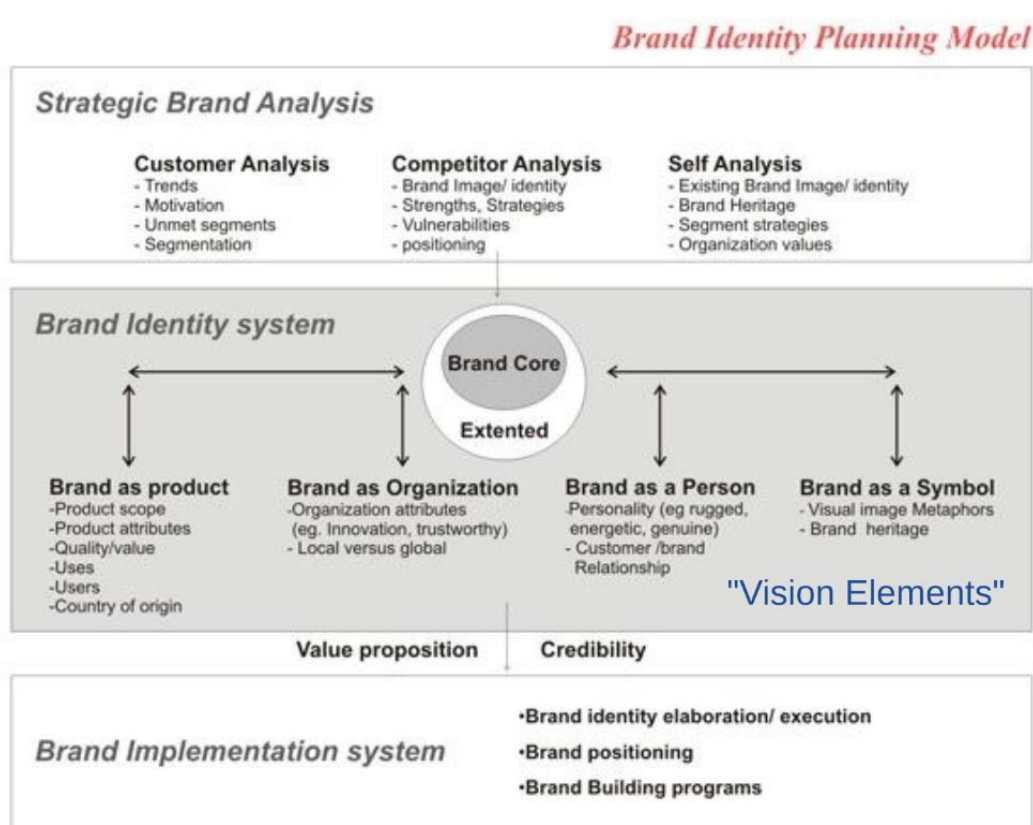 Brand Identity Planning Model
Strategic Brand Analysis
Customer Analysis
- Trends
- Motivation
- Unmet segments
- Segmentation
Competitor Analysis
- Brand Image/ identity
- Strengths, Strategies
- Vulnerabilities
- positioning
Self Analysis
- Existing Brand Image/ identity
- Brand Heritage
- Segment strategies
- Organization values
Brand Identity system
Brand Core
Extented
Brand as product
-Product scope
-Product attributes
-Quality/value
-Uses
-Users
-Country of origin
Brand as Organization
-Organization attributes
(eg. Innovation, trustworthy)
- Local versus global
Brand as a Person
-Personality (eg rugged,
energetic, genuine)
- Customer /brand
Relationship
Brand as a Symbol
- Visual image Metaphors
- Brand heritage
"Vision Elements"
Value proposition
Credibility
Brand Implementation system
•Brand identity elaboration/ execution
•Brand positioning
•Brand Building programs